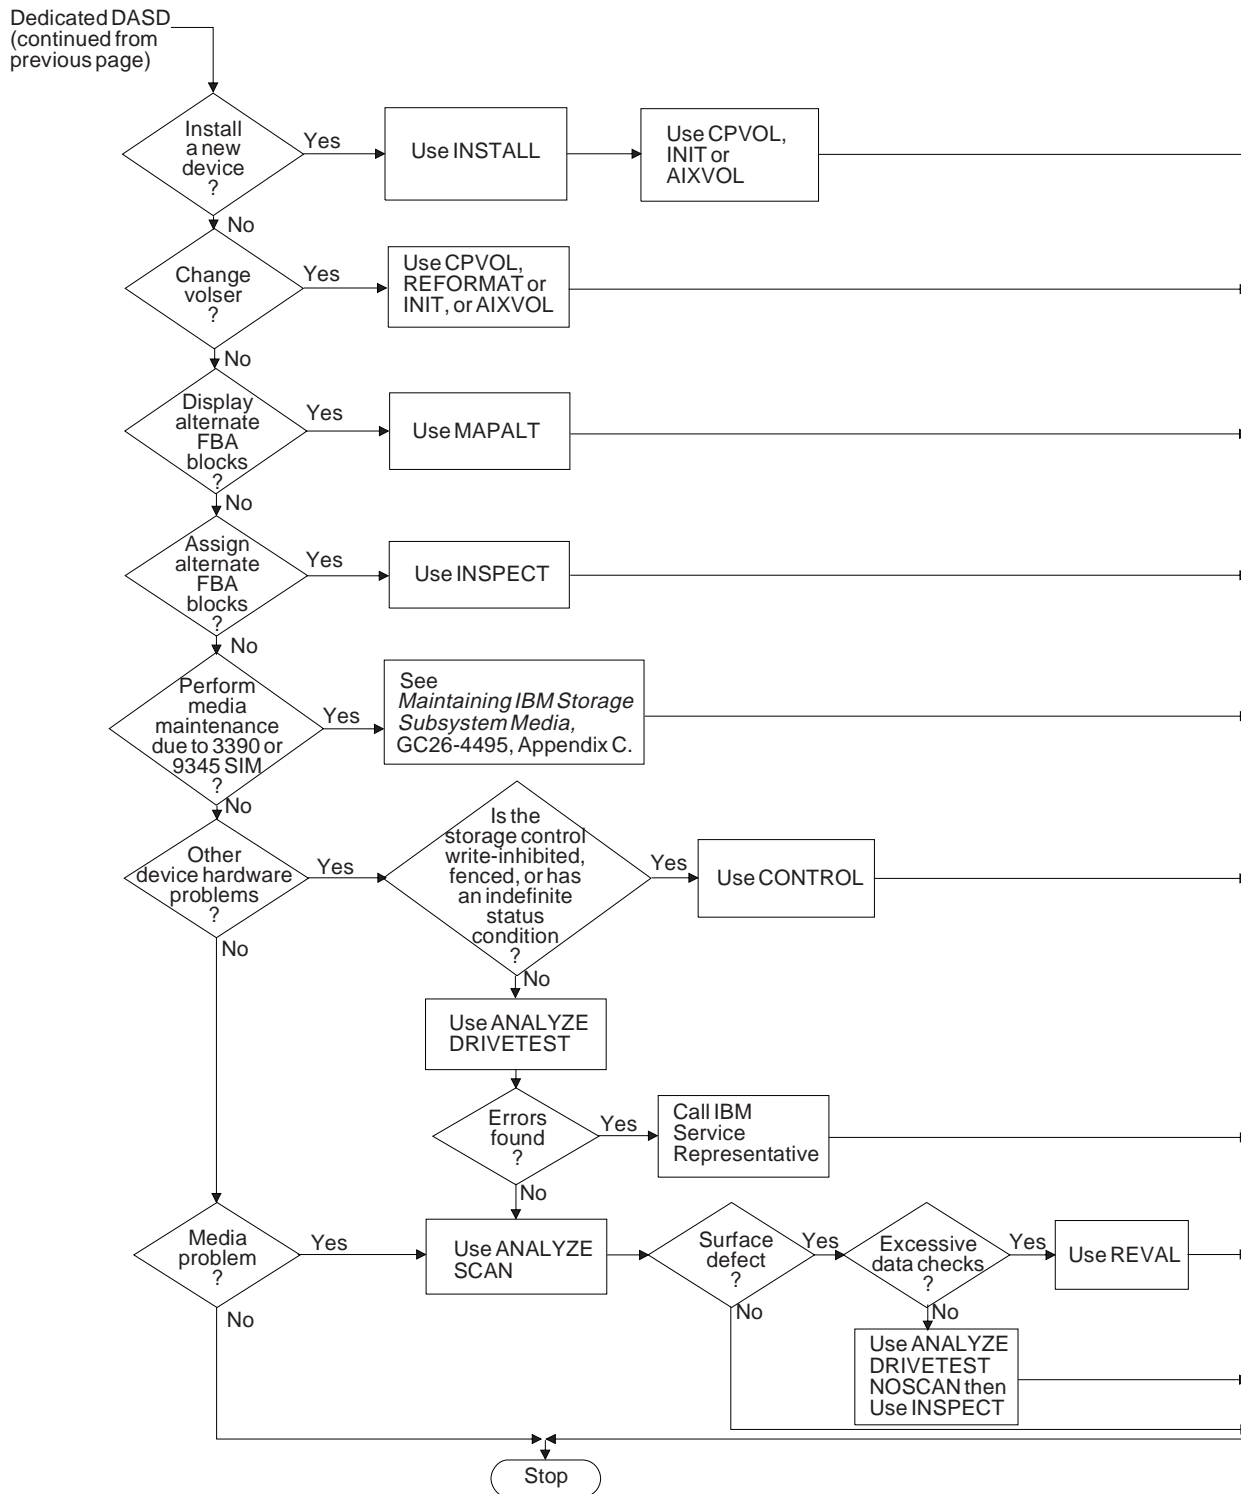 Dedicated DASD
(continued from
previous page)
Install
a new
device
?
Yes
Use INSTALL
Use CPVOL,
INIT or
AIXVOL
No
Change
volser
?
Yes
Use CPVOL,
REFORMAT or
INIT, or AIXVOL
No
Display
alternate
FBA
blocks
?
Yes
Use MAPALT
No
Assign
alternate
FBA
blocks
?
Yes
Use INSPECT
No
Perform
media
maintenance
due to 3390 or
9345 SIM
?
Yes
See
Maintaining IBM Storage
Subsystem Media,
GC26-4495, Appendix C.
No
Other
device hardware
problems
?
Yes
Is the
storage control
write-inhibited,
fenced, or has
an indefinite
status
condition
?
Yes
Use CONTROL
No
No
Use ANALYZE
DRIVETEST
Errors
found
?
Yes
Call IBM
Service
Representative
No
Media
problem
?
Yes
Use ANALYZE
SCAN
Surface
defect
?
Yes
Excessive
data checks
?
Yes
Use REVAL
No
No
No
Use ANALYZE
DRIVETEST
NOSCAN then
Use INSPECT
Stop